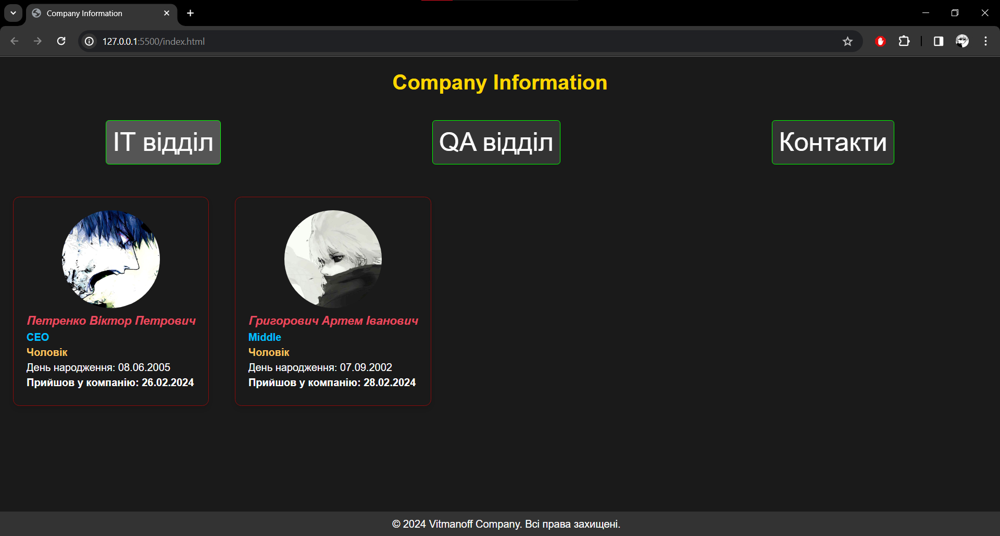 Company Information
127.0.0.1:5500/index.html
Company Information
IT відділ
QA відділ
Контакти
Петренко Віктор Петрович
CEO
Чоловік
День народження: 08.06.2005
Прийшов у компанію: 26.02.2024
Григорович Артем Іванович
Middle
Чоловік
День народження: 07.09.2002
Прийшов у компанію: 28.02.2024
© 2024 Vitmanoff Company. Всі права захищені.